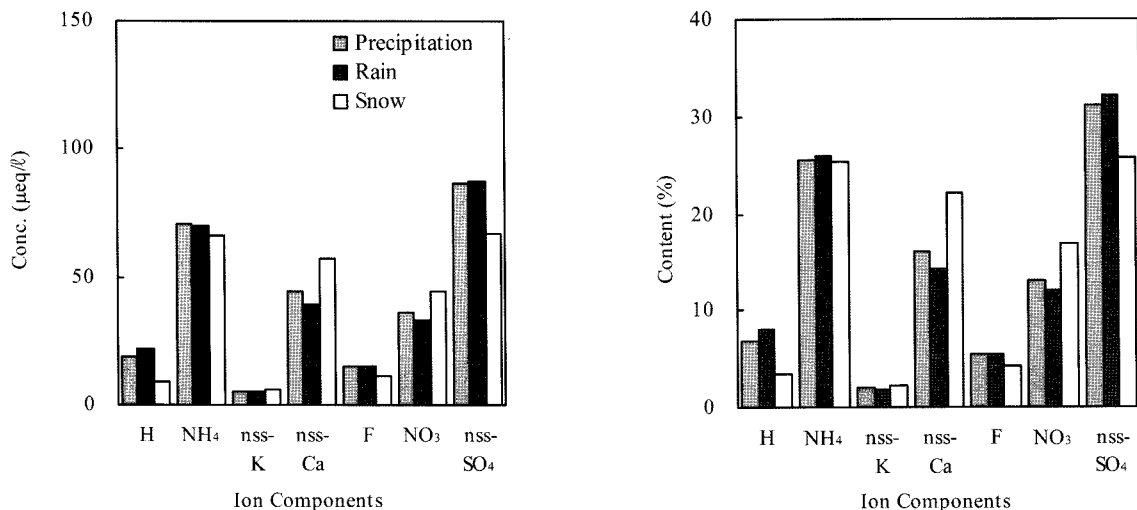 150
100
50
0
Conc. (µeq/ℓ)
Precipitation
Rain
Snow
H NH₄ nss-K nss-Ca F NO₃ nss-SO₄
Ion Components
40
30
20
10
0
Content (%)
H NH₄ nss-K nss-Ca F NO₃ nss-SO₄
Ion Components